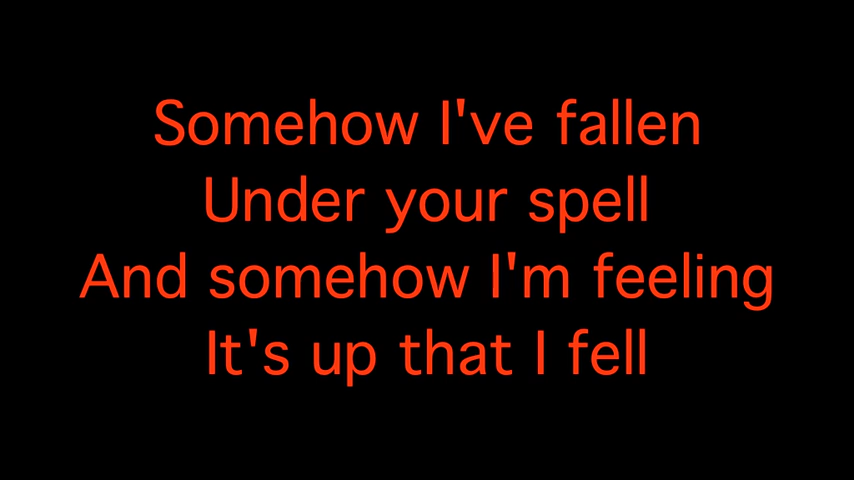 Somehow I've fallen
Under your spell
And somehow I'm feeling
It's up that I fell